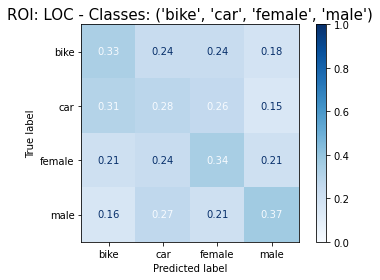 ROI: LOC - Classes: ('bike', 'car', 'female', 'male')
True label
bike 0.33 0.24 0.24 0.18
car 0.31 0.28 0.26 0.15
female 0.21 0.24 0.34 0.21
male 0.16 0.27 0.21 0.37
bike car female male
Predicted label
1.0
0.8
0.6
0.4
0.2
0.0